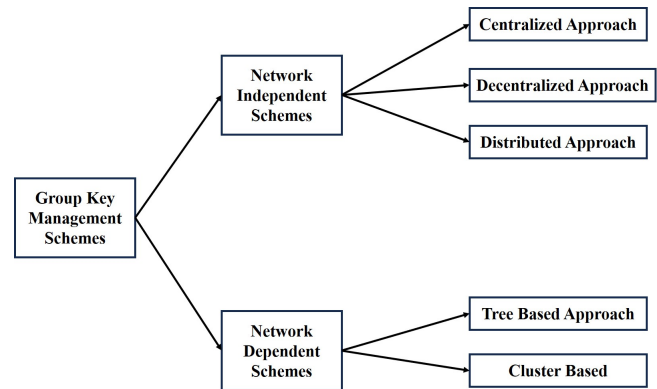 Group Key
Management
Schemes
Network
Independent
Schemes
Centralized Approach
Decentralized Approach
Distributed Approach
Network
Dependent
Schemes
Tree Based Approach
Cluster Based